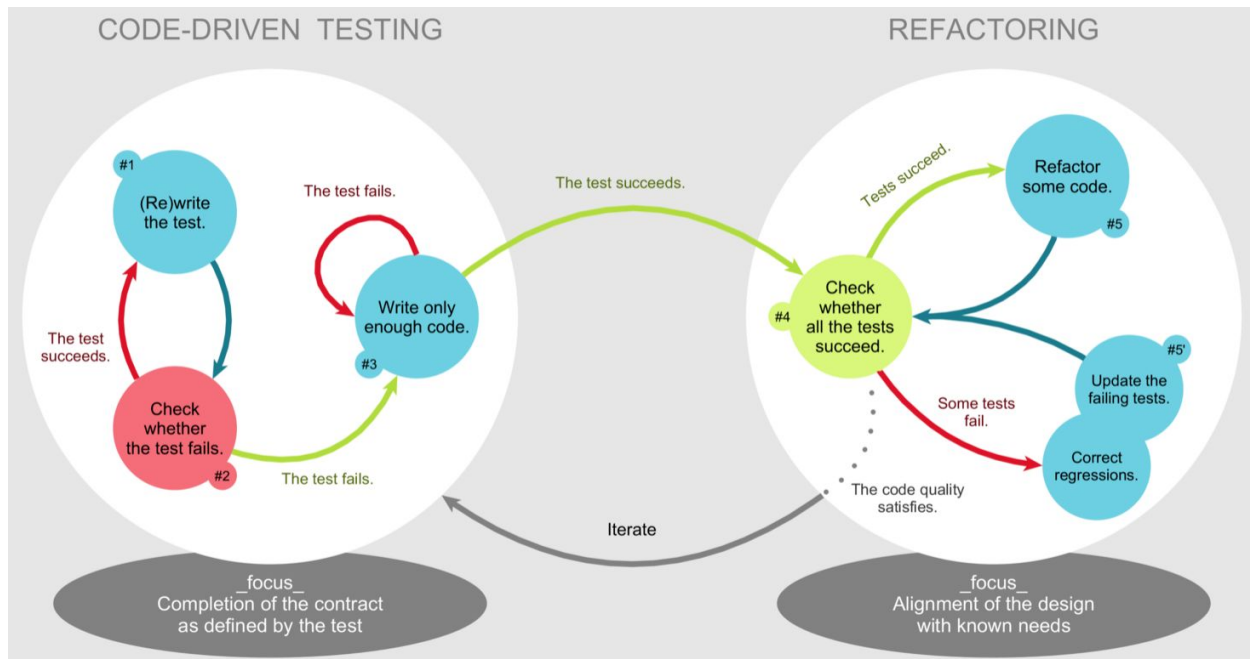 CODE-DRIVEN TESTING
#1
(Re)write
the test.
The test
succeeds.
Check
whether
the test fails.
#2
The test fails.
The test fails.
Write only
enough code.
#3
The test succeeds.
Iterate
_focus_
Completion of the contract
as defined by the test
REFACTORING
Tests succeed.
Refactor
some code.
#5
#4
Check
whether
all the tests
succeed.
#5'
Update the
failing tests.
Some tests
fail.
Correct
regressions.
The code quality
satisfies.
_focus_
Alignment of the design
with known needs